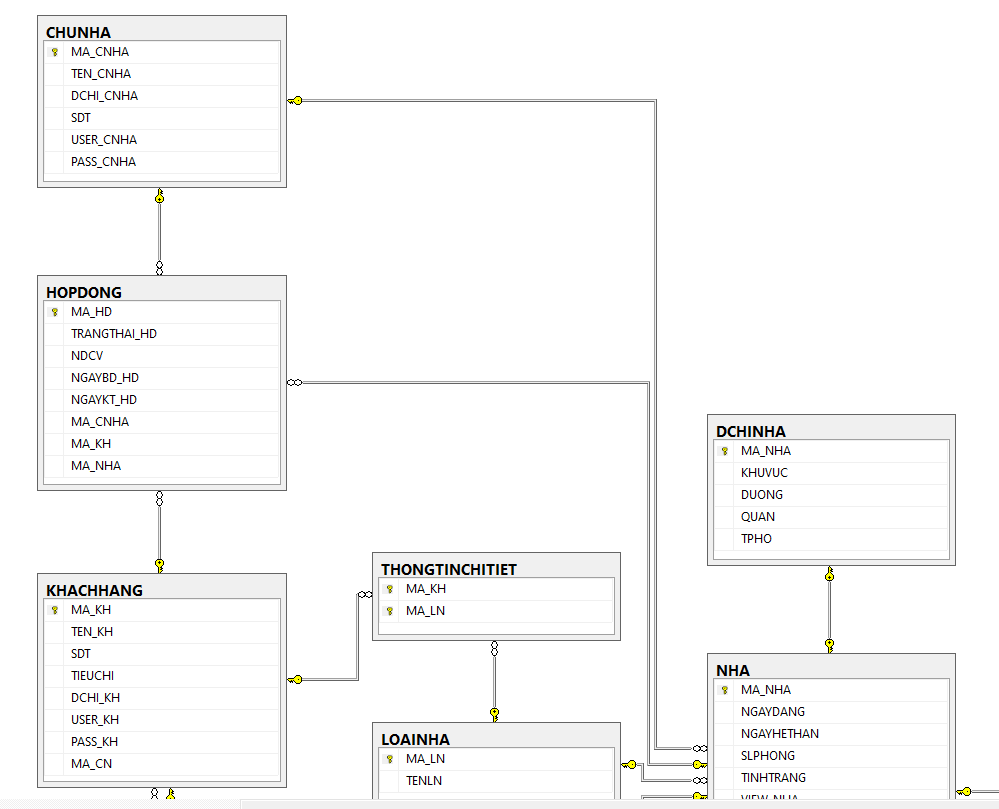 CHUNHA
MA_CNHA
TEN_CNHA
DCHI_CNHA
SDT
USER_CNHA
PASS_CNHA
HOPDONG
MA_HD
TRANGTHAI_HD
NDCV
NGAYBD_HD
NGAYKT_HD
MA_CNHA
MA_KH
MA_NHA
KHACHHANG
MA_KH
TEN_KH
SDT
TIEUCHI
DCHI_KH
USER_KH
PASS_KH
MA_CN
THONGTINCHITIET
MA_KH
MA_LN
LOAINHA
MA_LN
TENLN
DCHINHA
MA_NHA
KHUVUC
DUONG
QUAN
TPHO
NHA
MA_NHA
NGAYDANG
NGAYHETHAN
SLPHONG
TINHTRANG
VIEW_NHA